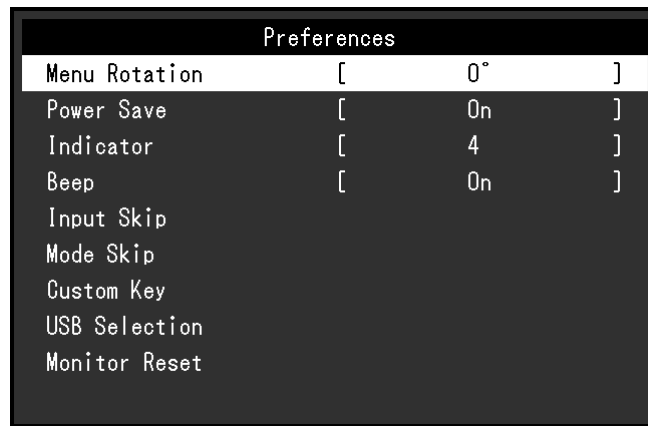 Preferences
Menu Rotation [ 0° ]
Power Save [ On ]
Indicator [ 4 ]
Beep [ On ]
Input Skip
Mode Skip
Custom Key
USB Selection
Monitor Reset